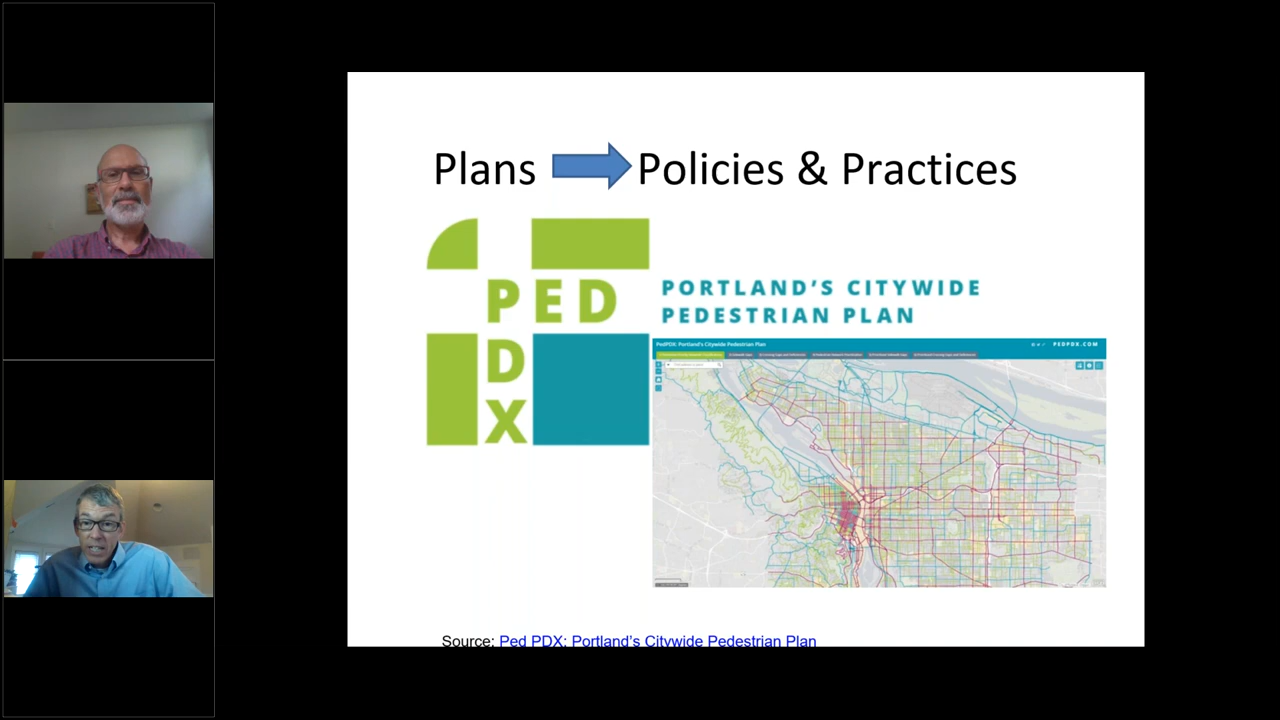 Plans Policies & Practices
PED
D
X
PORTLAND'S CITYWIDE
PEDESTRIAN PLAN
PedPDX: Portland's Citywide Pedestrian Plan
PEDPDX.COM
Source: Ped PDX: Portland's Citywide Pedestrian Plan